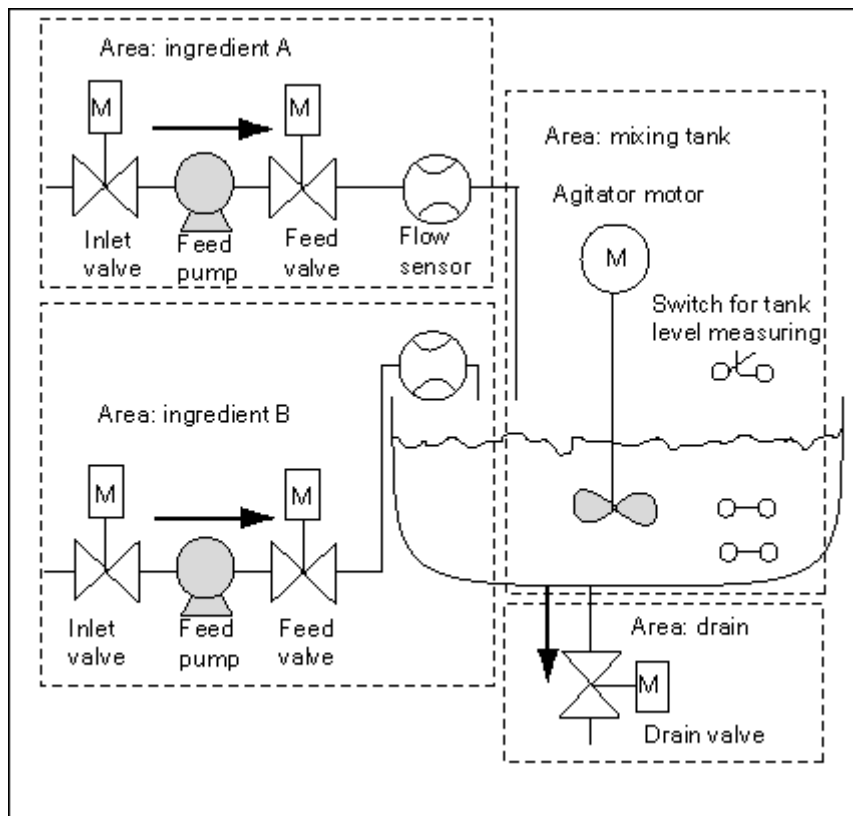 Area: ingredient A
M
M
Inlet
valve
Feed
pump
Feed
valve
Flow
sensor
Area: mixing tank
Agitator motor
M
Switch for tank
level measuring
Area: ingredient B
M
M
Inlet
valve
Feed
pump
Feed
valve
Area: drain
M
Drain valve